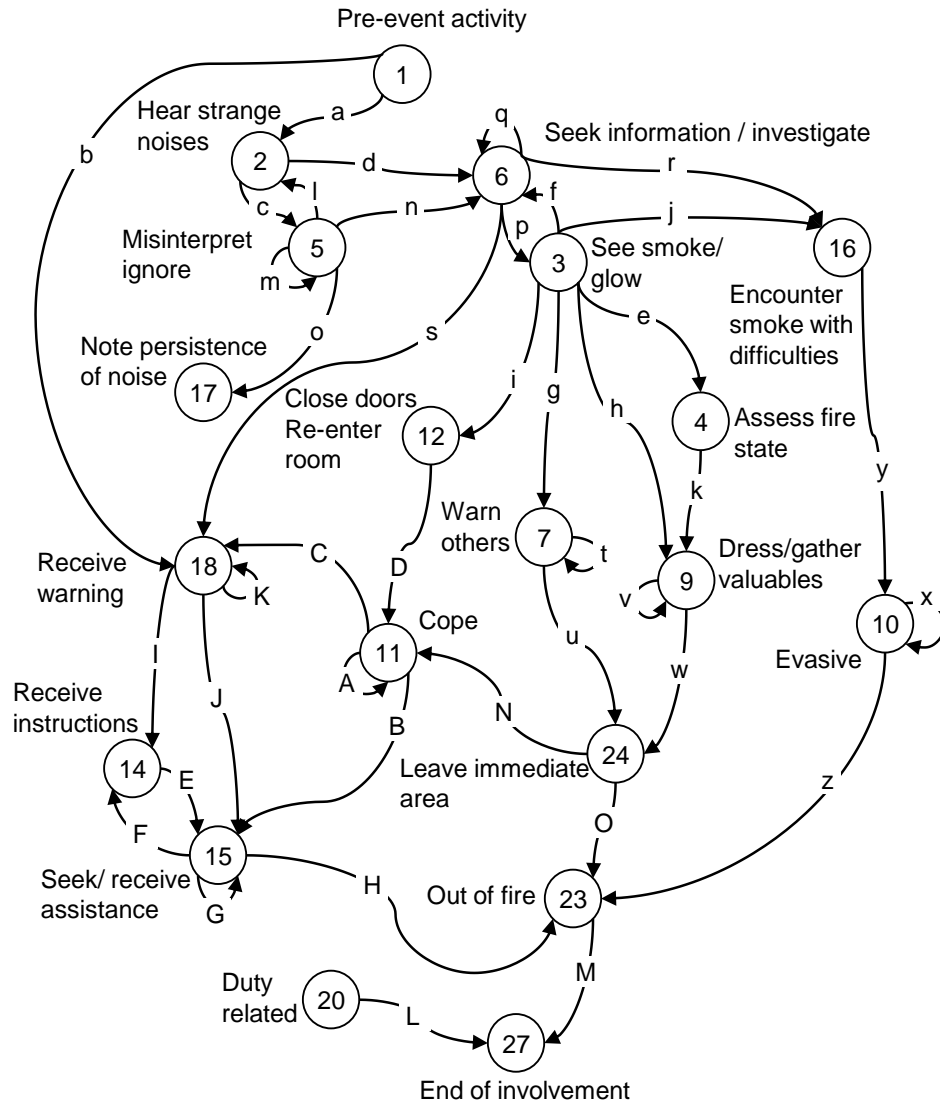 Pre-event activity
1
Hear strange
noises
a
b
q
Seek information / investigate
2
d
6
r
l
f
c
n
p
j
Misinterpret
ignore
5
3
See smoke/
glow
16
m
e
Encounter
smoke with
difficulties
o
s
Note persistence
of noise
17
i
g
Close doors
Re-enter
room
12
h
4
Assess fire
state
y
k
Warn
others
7
t
Receive
warning
18
K
C
D
v
9
Dress/gather
valuables
x
10
Cope
11
A
u
Evasive
I
w
Receive
instructions
J
B
N
14
E
Leave immediate
area
24
z
F
O
15
Seek/ receive
assistance
G
H
Out of fire
23
M
Duty
related
20
L
27
End of involvement